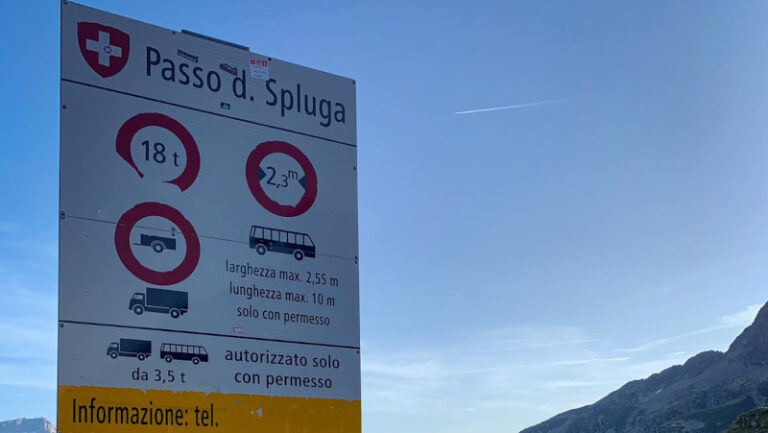 Passo d. Spluga
18 t
2,3 m
larghezza max. 2,55 m
lunghezza max. 10 m
solo con permesso
da 3,5 t
autorizzato solo
con permesso
Informazione: tel.